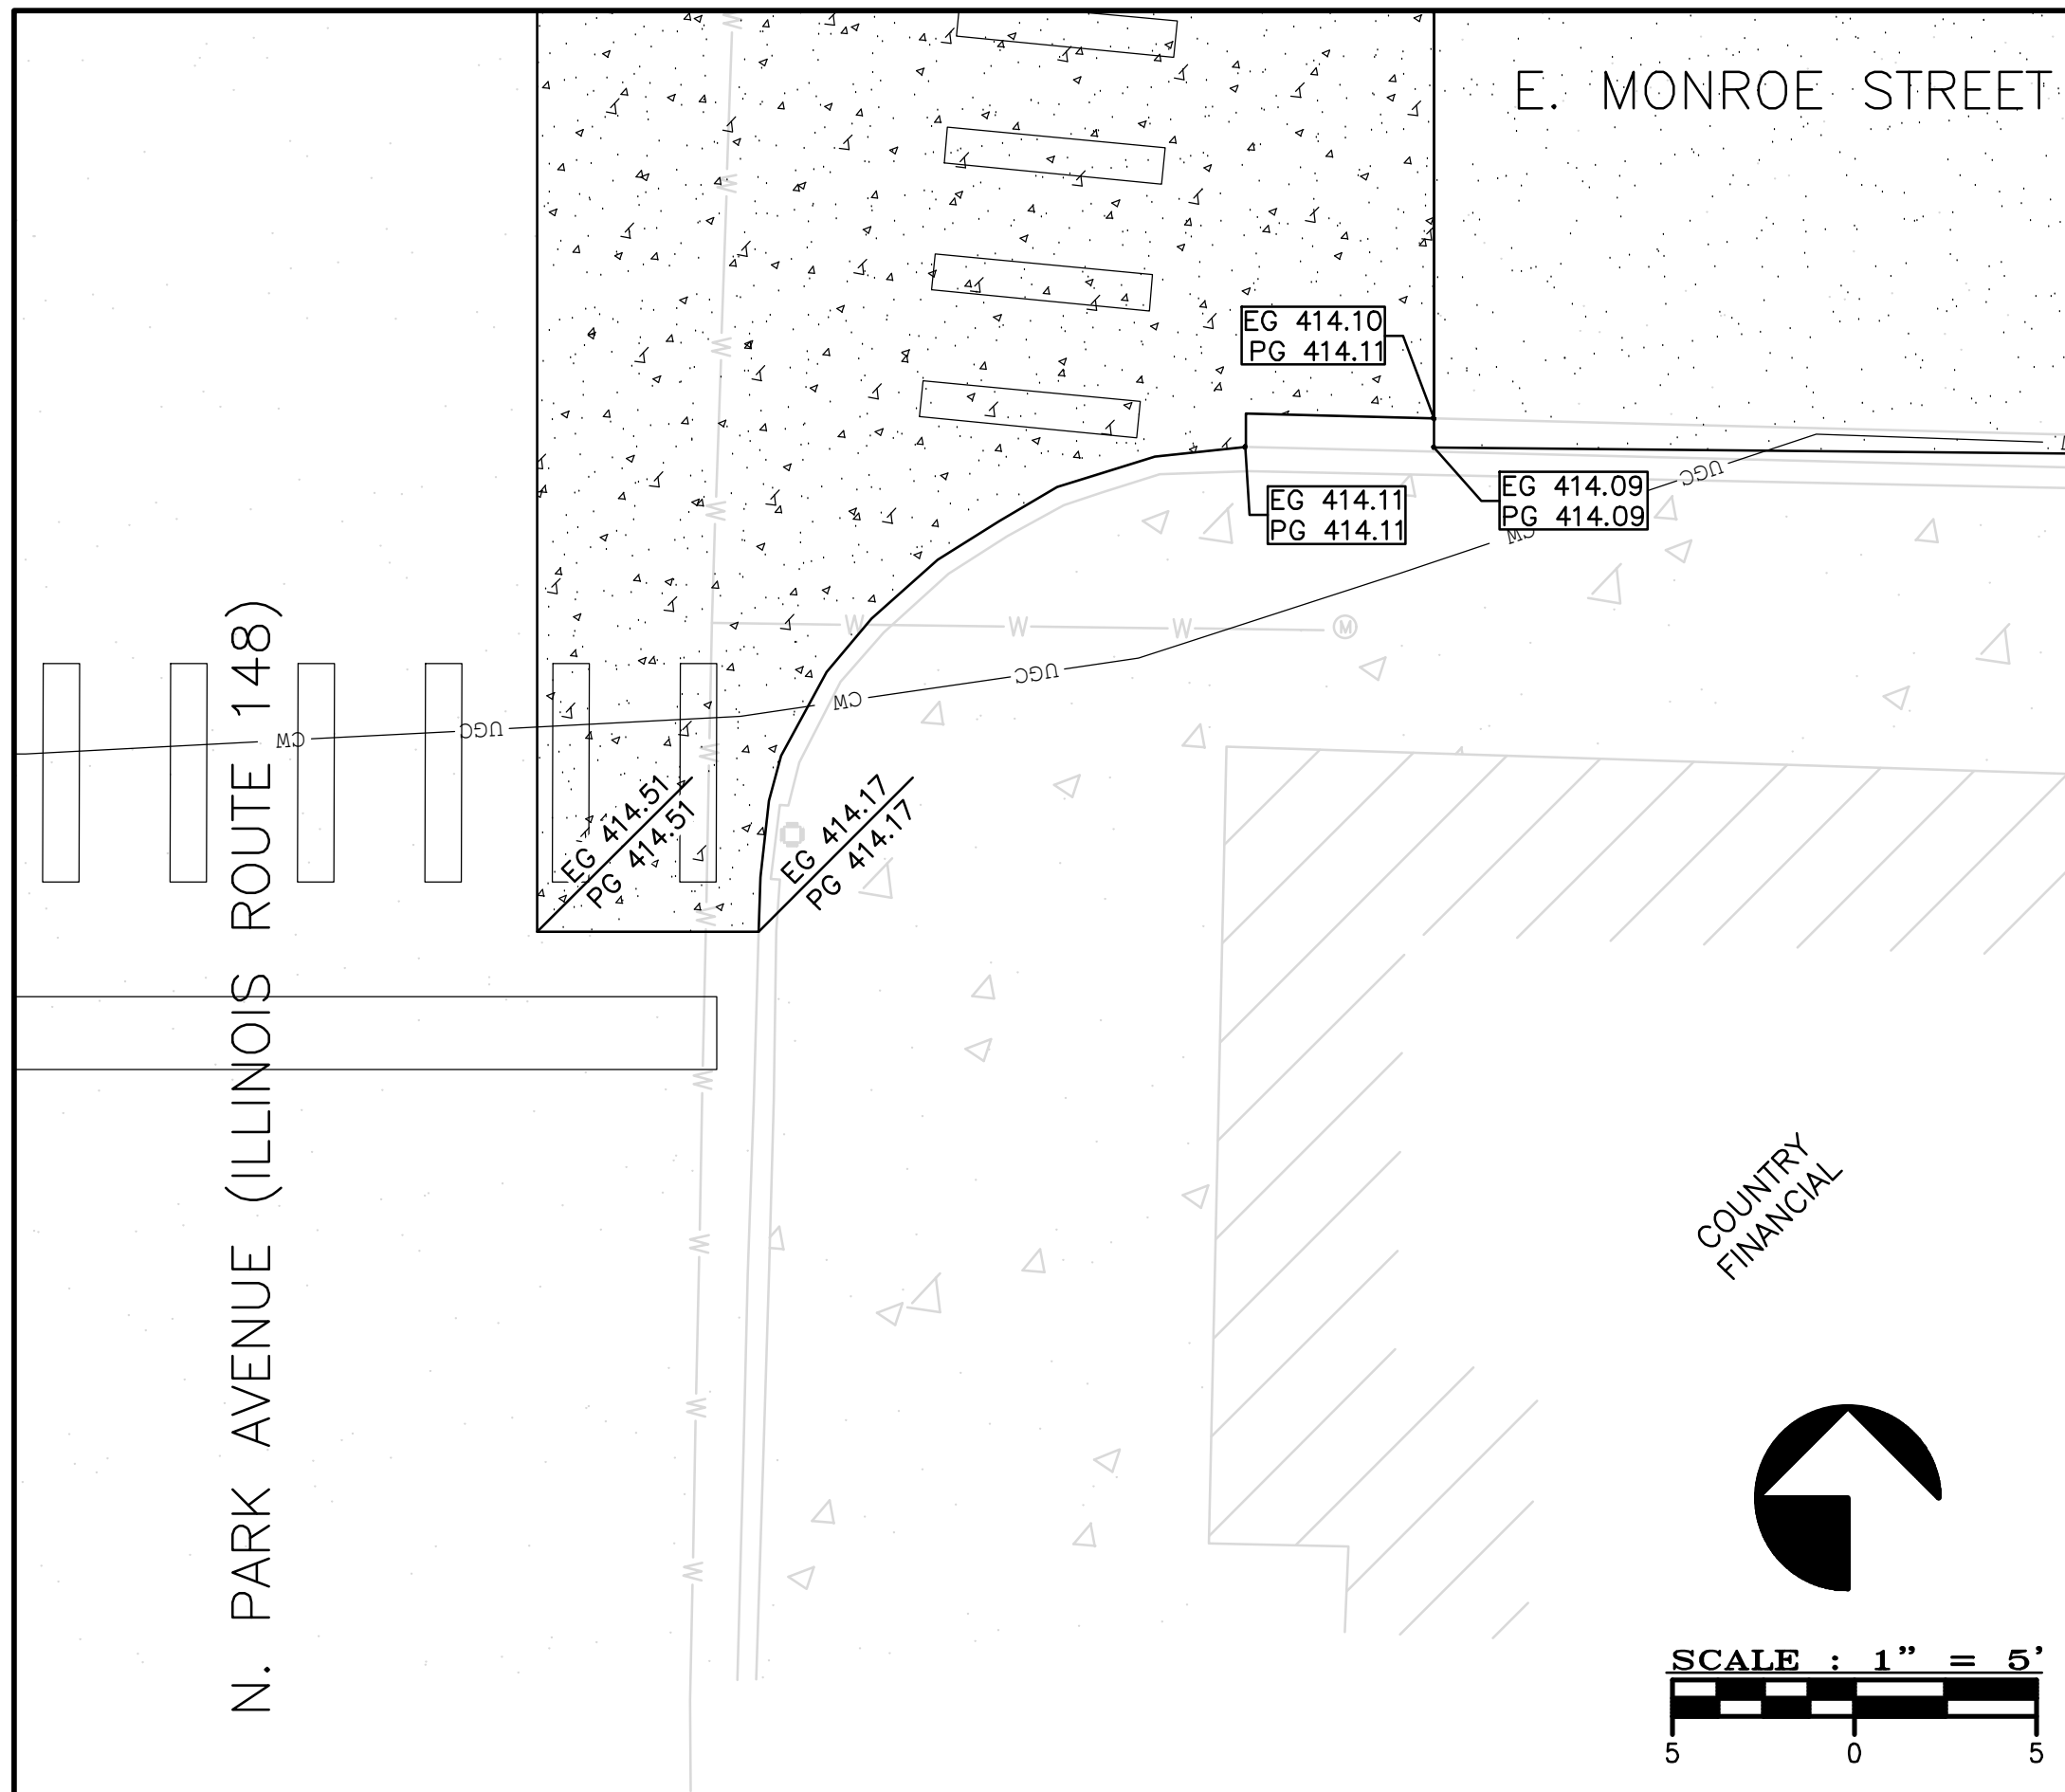 E. MONROE STREET
EG 414.10
PG 414.11
EG 414.09
PG 414.09
EG 414.11
PG 414.11
UGC
CW
W
W
W
W
W
W
W
W
M
UGC
CW
CW
UGC
W
EG 414.51
PG 414.51
EG 414.17
PG 414.17
W
W
W
W
W
N. PARK AVENUE (ILLINOIS ROUTE 148)
COUNTRY
FINANCIAL
SCALE : 1” = 5’
5 0 5